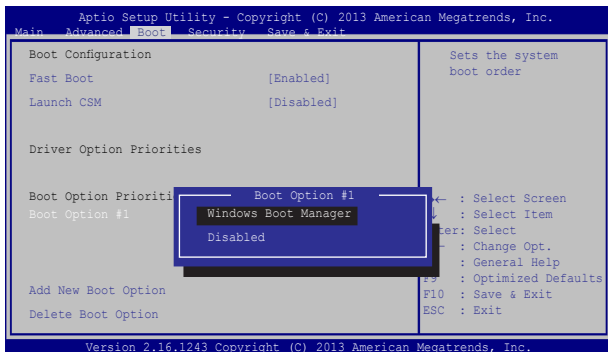 Aptio Setup Utility - Copyright (C) 2013 American Megatrends, Inc.
Main Advanced Boot Security Save & Exit
Boot Configuration
Fast Boot [Enabled]
Launch CSM [Disabled]
Driver Option Priorities
Boot Option Prioriti
Boot Option #1
Add New Boot Option
Delete Boot Option
Boot Option #1
Windows Boot Manager
Disabled
Sets the system
boot order
→← : Select Screen
: Select Item
ter: Select
- : Change Opt.
: General Help
F9 : Optimized Defaults
F10 : Save & Exit
ESC : Exit
Version 2.16.1243 Copyright (C) 2013 American Megatrends, Inc.